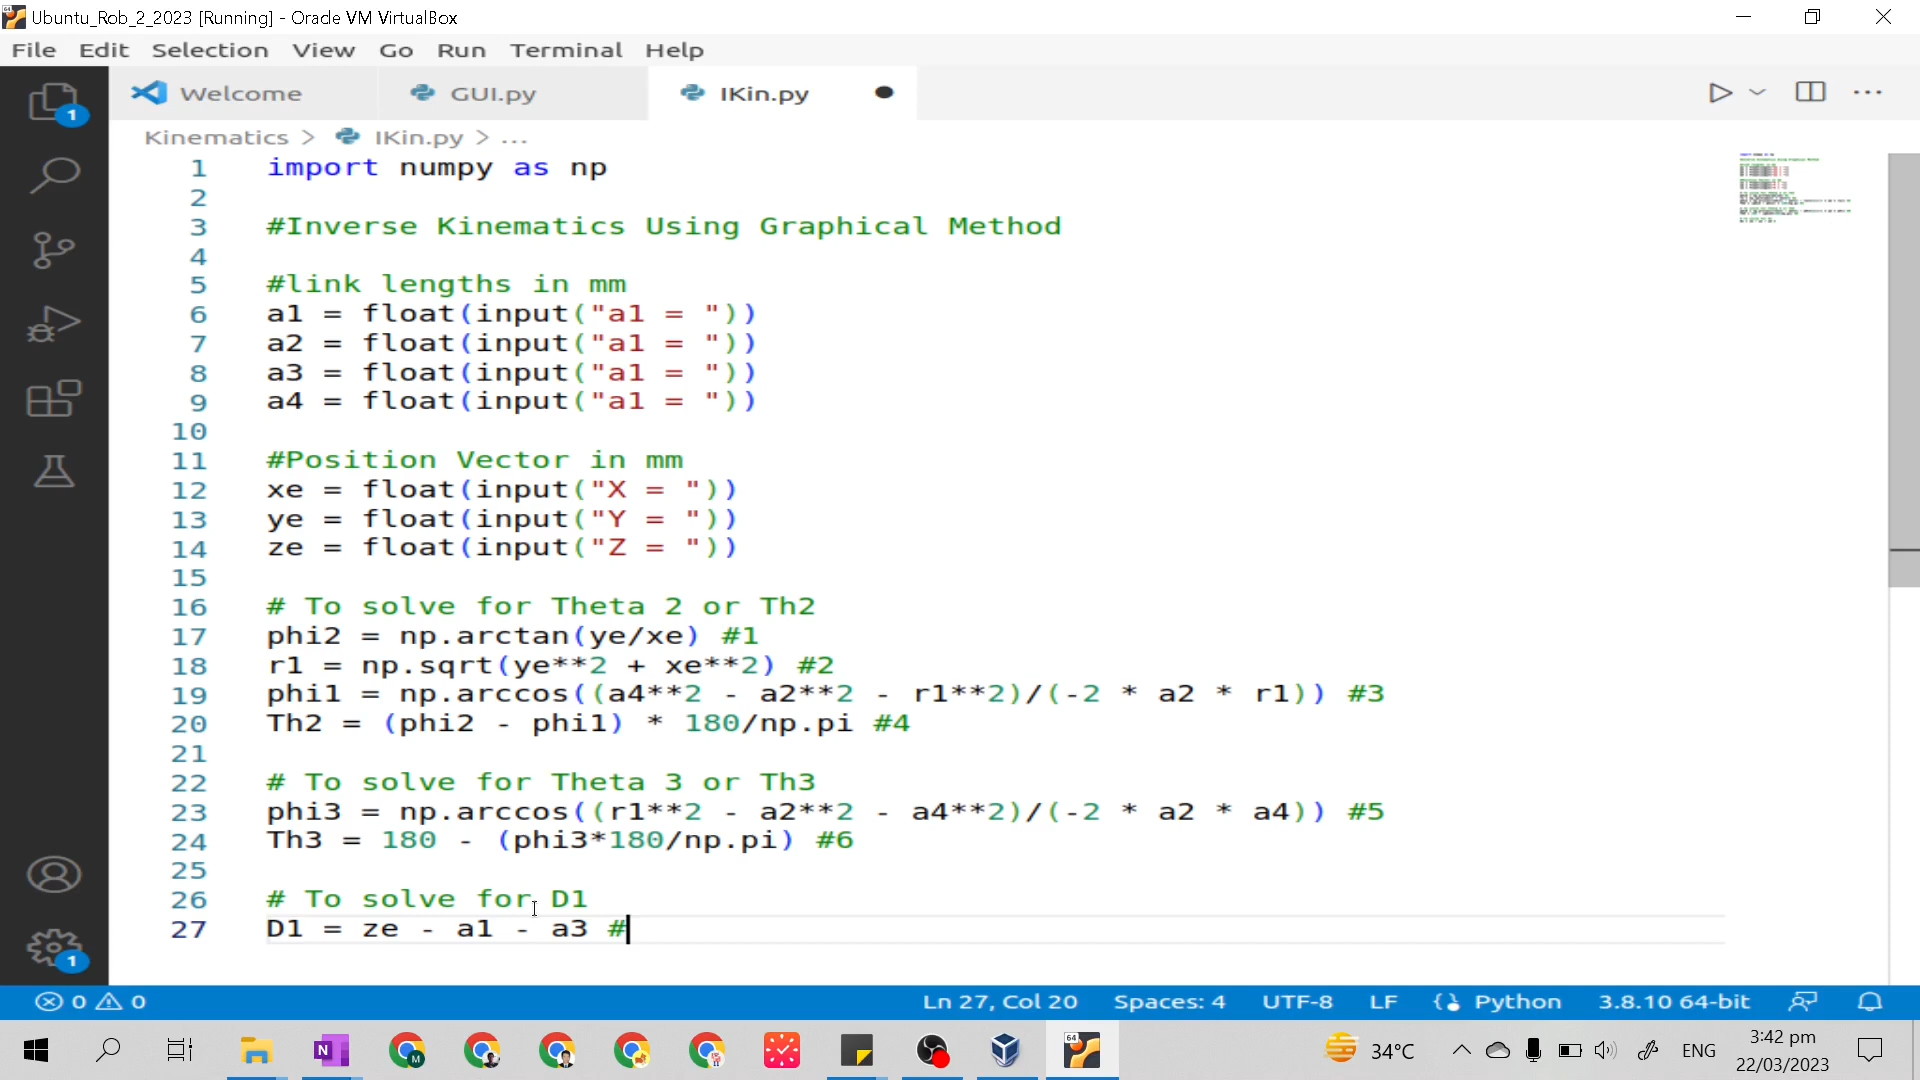 Ubuntu_Rob_2_2023 [Running] - Oracle VM VirtualBox
File Edit Selection View Go Run Terminal Help
1 Welcome GUI.py IKin.py
Kinematics > IKin.py > ...
1 import numpy as np
2
3 #Inverse Kinematics Using Graphical Method
4
5 #link lengths in mm
6 a1 = float(input("a1 = "))
7 a2 = float(input("a1 = "))
8 a3 = float(input("a1 = "))
9 a4 = float(input("a1 = "))
10
11 #Position Vector in mm
12 xe = float(input("X = "))
13 ye = float(input("Y = "))
14 ze = float(input("Z = "))
15
16 # To solve for Theta 2 or Th2
17 phi2 = np.arctan(ye/xe) #1
18 r1 = np.sqrt(ye**2 + xe**2) #2
19 phi1 = np.arccos((a4**2 - a2**2 - r1**2)/(-2 * a2 * r1)) #3
20 Th2 = (phi2 - phi1) * 180/np.pi #4
21
22 # To solve for Theta 3 or Th3
23 phi3 = np.arccos((r1**2 - a2**2 - a4**2)/(-2 * a2 * a4)) #5
24 Th3 = 180 - (phi3*180/np.pi) #6
25
26 # To solve for D1
27 D1 = ze - a1 - a3 #
1
0 0 Ln 27, Col 20 Spaces: 4 UTF-8 LF Python 3.8.10 64-bit
34°C ENG 3:42 pm
22/03/2023